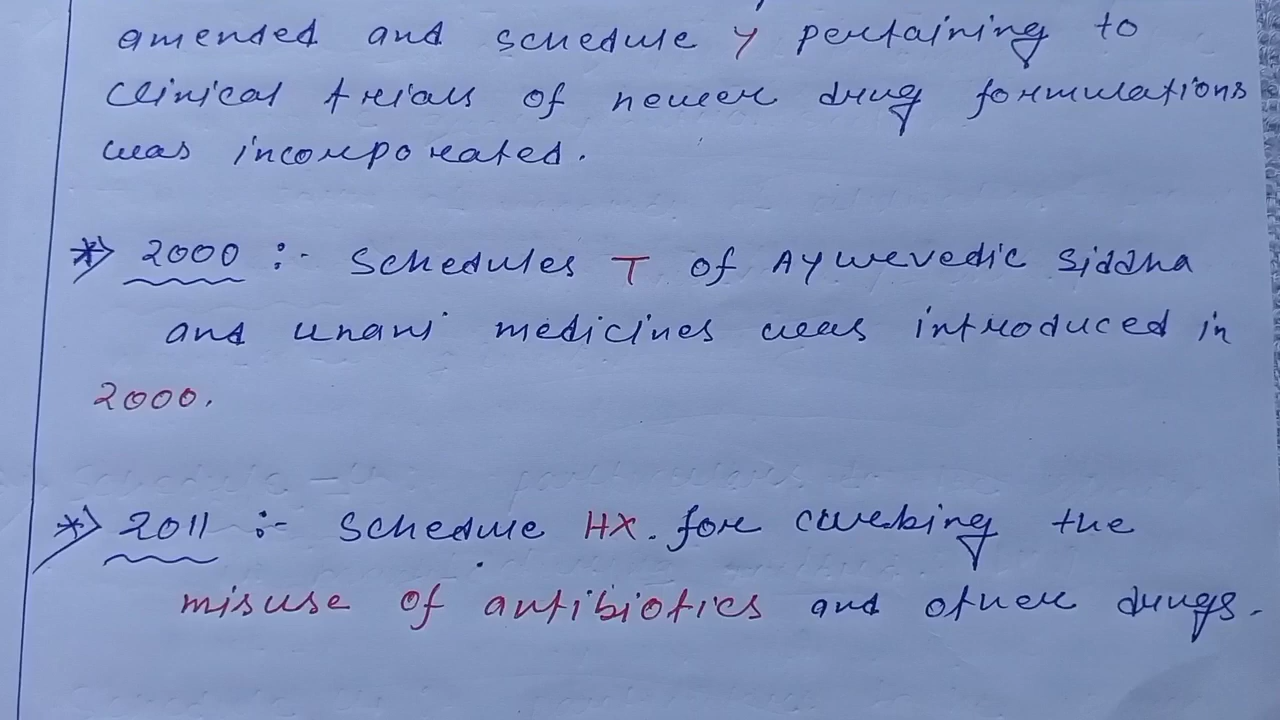 amended and schedule Y pertaining to
clinical trials of newer drug formulations
was incorporated.
2000 :- Schedules T of Ayurvedic Siddha
and unani medicines was introduced in
2000.
2011 :- Schedule HX. for curbing the
misuse of antibiotics and other drugs.